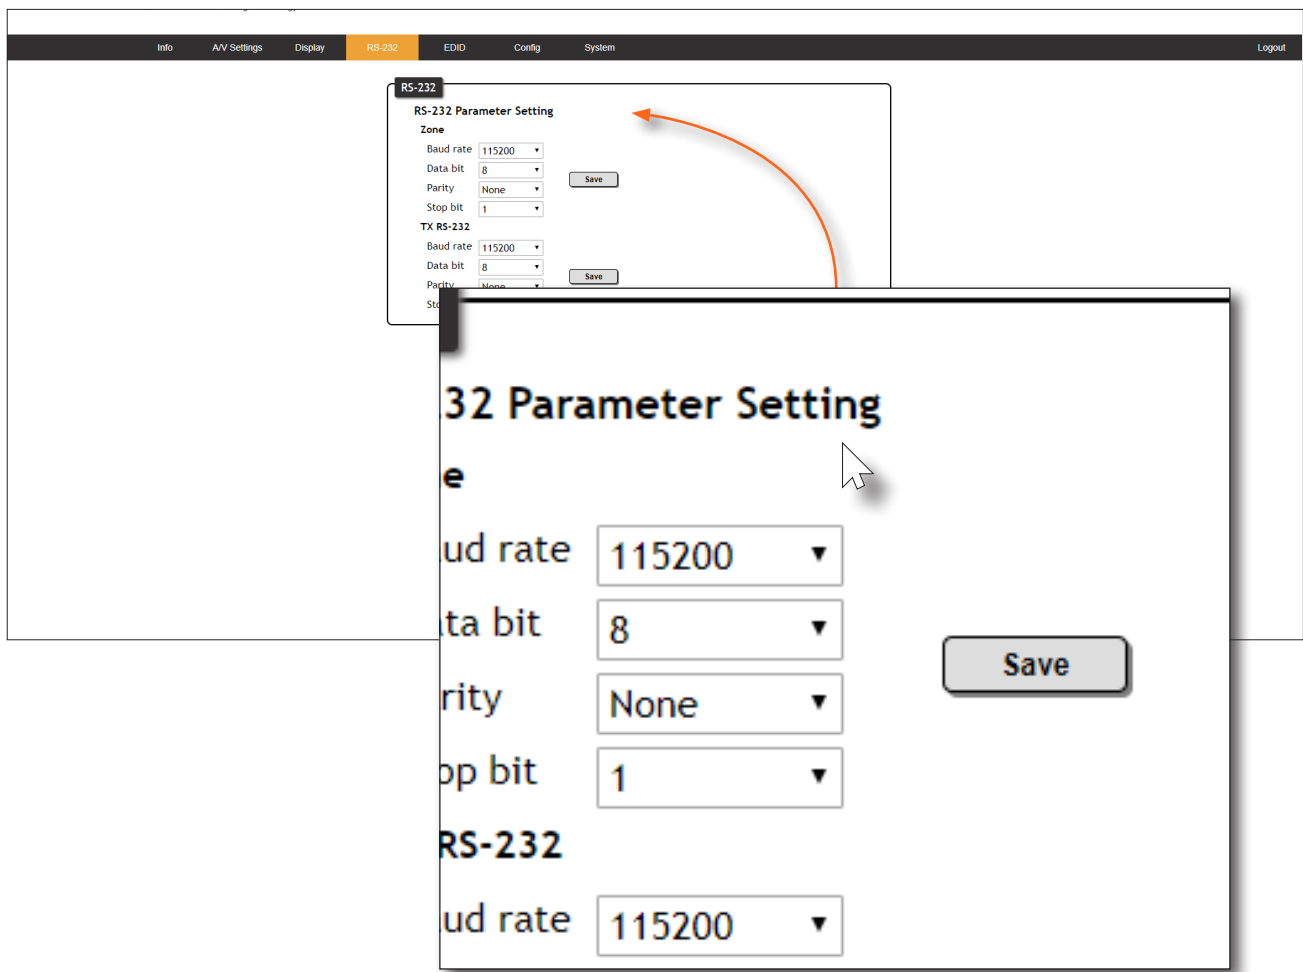 Info A/V Settings Display RS-232 EDID Config System Logout
RS-232
RS-232 Parameter Setting
Zone
Baud rate 115200
Data bit 8
Save
Parity None
Stop bit 1
TX RS-232
Baud rate 115200
Data bit 8
Save
Parity None
Sto
32 Parameter Setting
e
ud rate 115200
ta bit 8
Save
rity None
op bit 1
RS-232
ud rate 115200